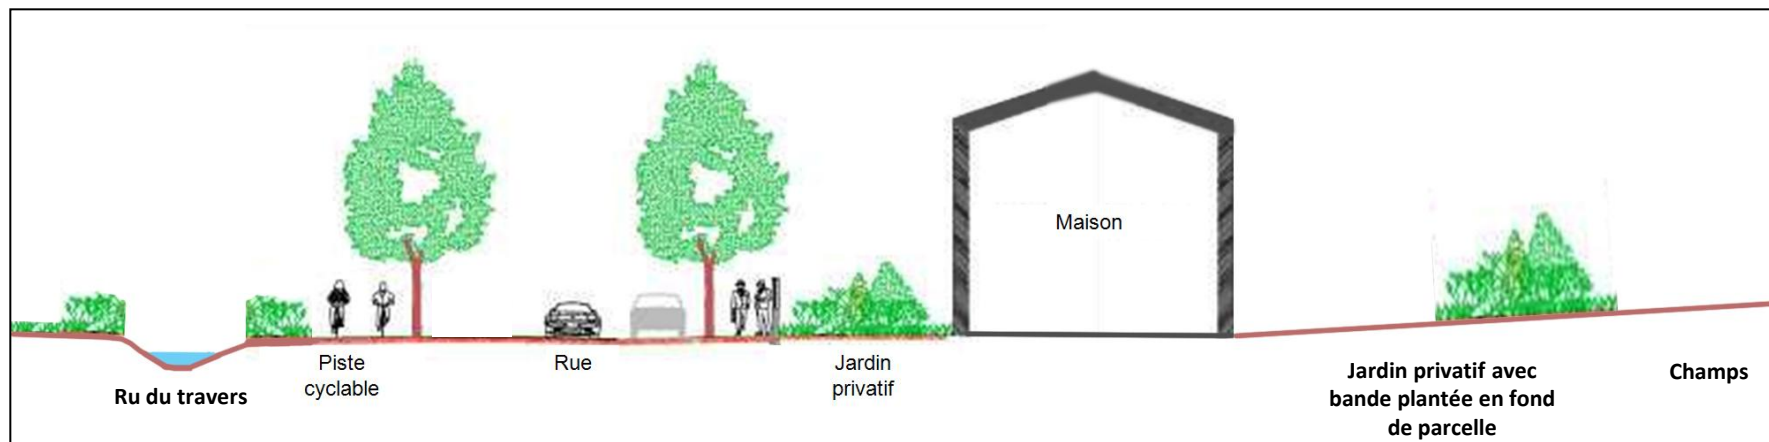 Maison
Ru du travers
Piste
cyclable
Rue
Jardin
privatif
Jardin privatif avec
bande plantée en fond
de parcelle
Champs